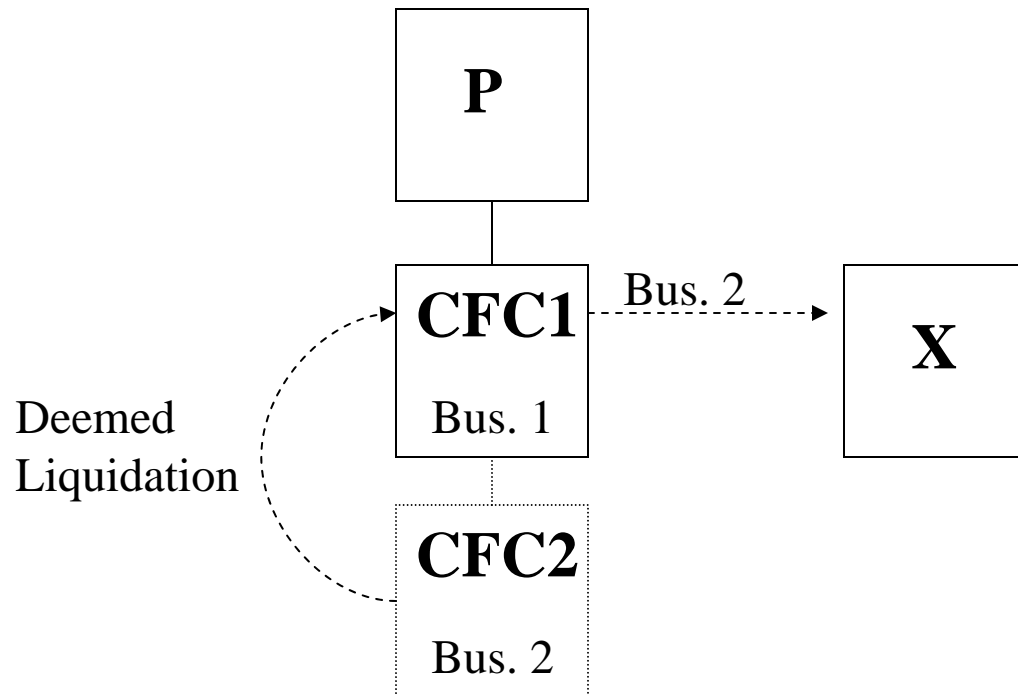 P
CFC1
Bus. 2
X
Bus. 1
Deemed
Liquidation
CFC2
Bus. 2